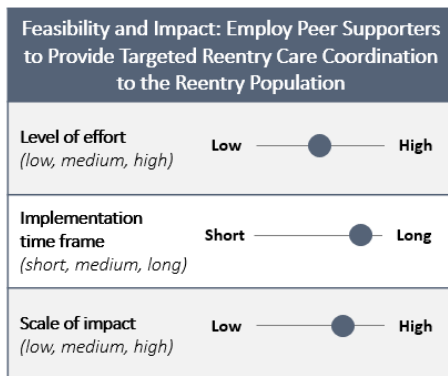 Feasibility and Impact: Employ Peer Supporters
to Provide Targeted Reentry Care Coordination
to the Reentry Population
Level of effort
(low, medium, high)
Low
High
Implementation
time frame
(short, medium, long)
Short
Long
Scale of impact
(low, medium, high)
Low
High